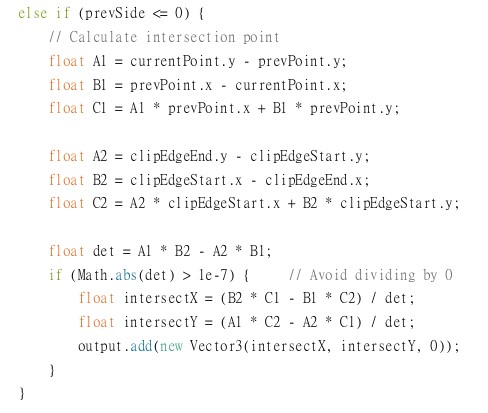 else if (prevSide <= 0) {
    // Calculate intersection point
    float A1 = currentPoint.y - prevPoint.y;
    float B1 = prevPoint.x - currentPoint.x;
    float C1 = A1 * prevPoint.x + B1 * prevPoint.y;

    float A2 = clipEdgeEnd.y - clipEdgeStart.y;
    float B2 = clipEdgeStart.x - clipEdgeEnd.x;
    float C2 = A2 * clipEdgeStart.x + B2 * clipEdgeStart.y;

    float det = A1 * B2 - A2 * B1;
    if (Math.abs(det) > 1e-7) {     // Avoid dividing by 0
        float intersectX = (B2 * C1 - B1 * C2) / det;
        float intersectY = (A1 * C2 - A2 * C1) / det;
        output.add(new Vector3(intersectX, intersectY, 0));
    }
}